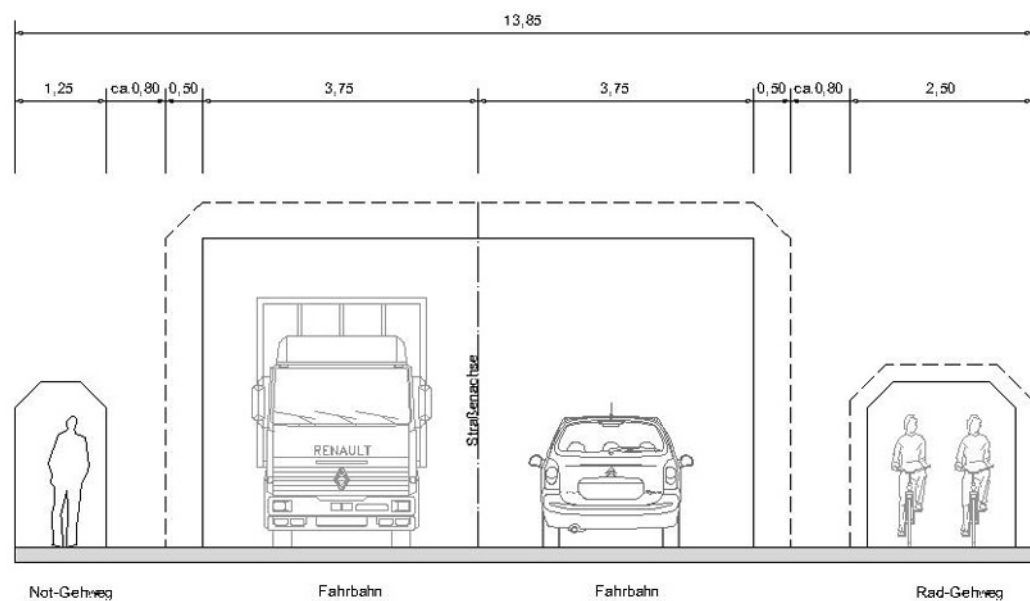 13,85
1,25 ca.0,80 0,50 3,75 3,75 0,50 ca.0,80 2,50
Straßenachse
RENAULT
Not-Gehweg Fahrbahn Fahrbahn Rad-Gehweg